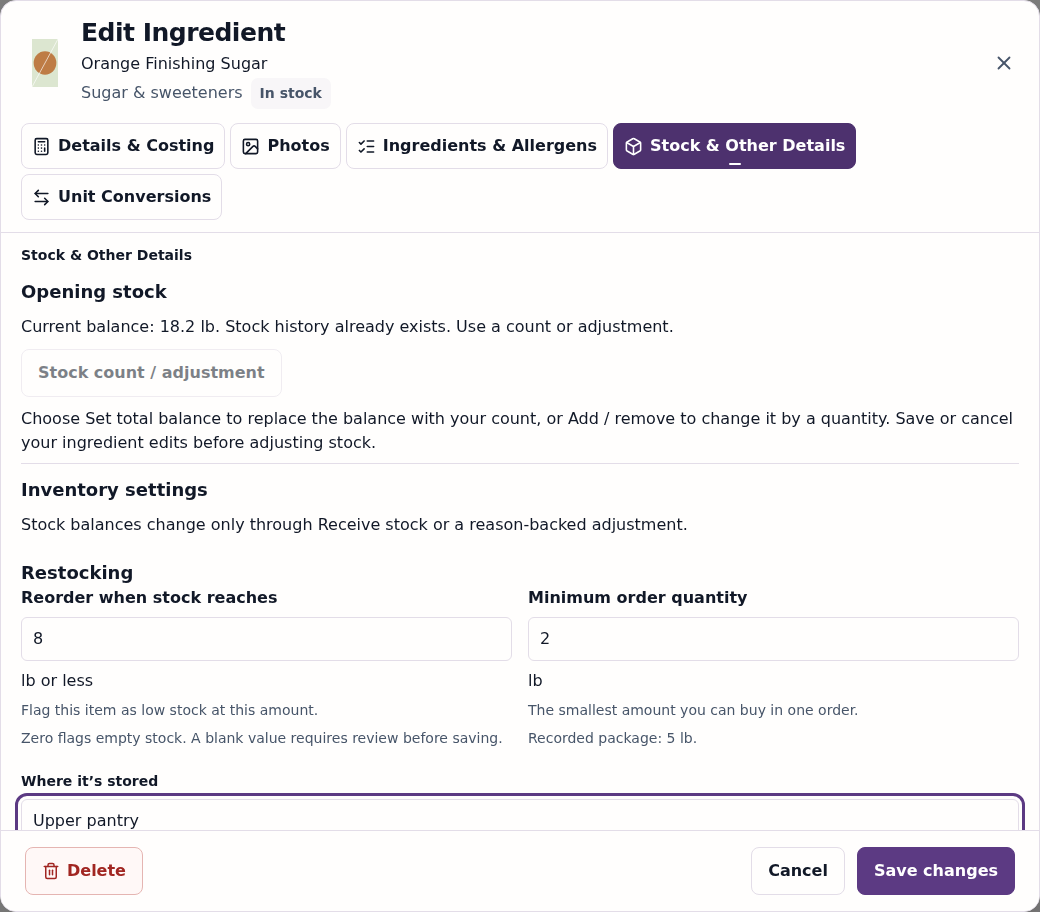 Edit Ingredient
Orange Finishing Sugar
Sugar & sweeteners In stock
Details & Costing
Photos
Ingredients & Allergens
Stock & Other Details
Unit Conversions
Stock & Other Details
Opening stock
Current balance: 18.2 lb. Stock history already exists. Use a count or adjustment.
Stock count / adjustment
Choose Set total balance to replace the balance with your count, or Add / remove to change it by a quantity. Save or cancel
your ingredient edits before adjusting stock.
Inventory settings
Stock balances change only through Receive stock or a reason-backed adjustment.
Restocking
Reorder when stock reaches
8
lb or less
Flag this item as low stock at this amount.
Zero flags empty stock. A blank value requires review before saving.
Minimum order quantity
2
lb
The smallest amount you can buy in one order.
Recorded package: 5 lb.
Where it’s stored
Upper pantry
Delete
Cancel
Save changes